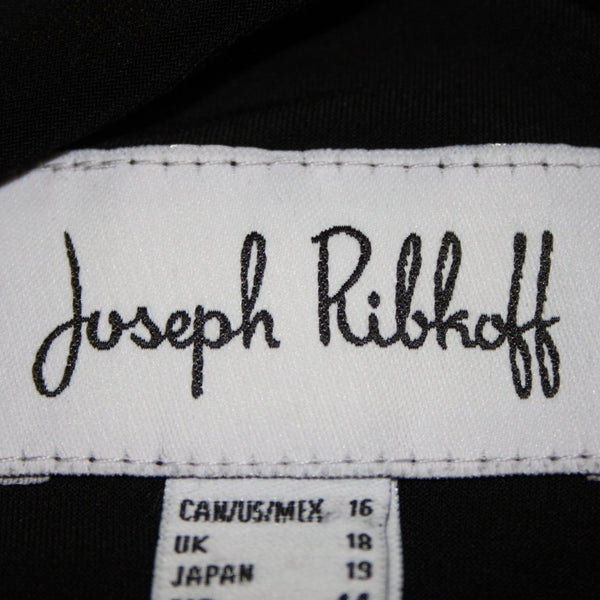 Joseph Ribkoff
CAN/US/MEX 16
UK 18
JAPAN 19